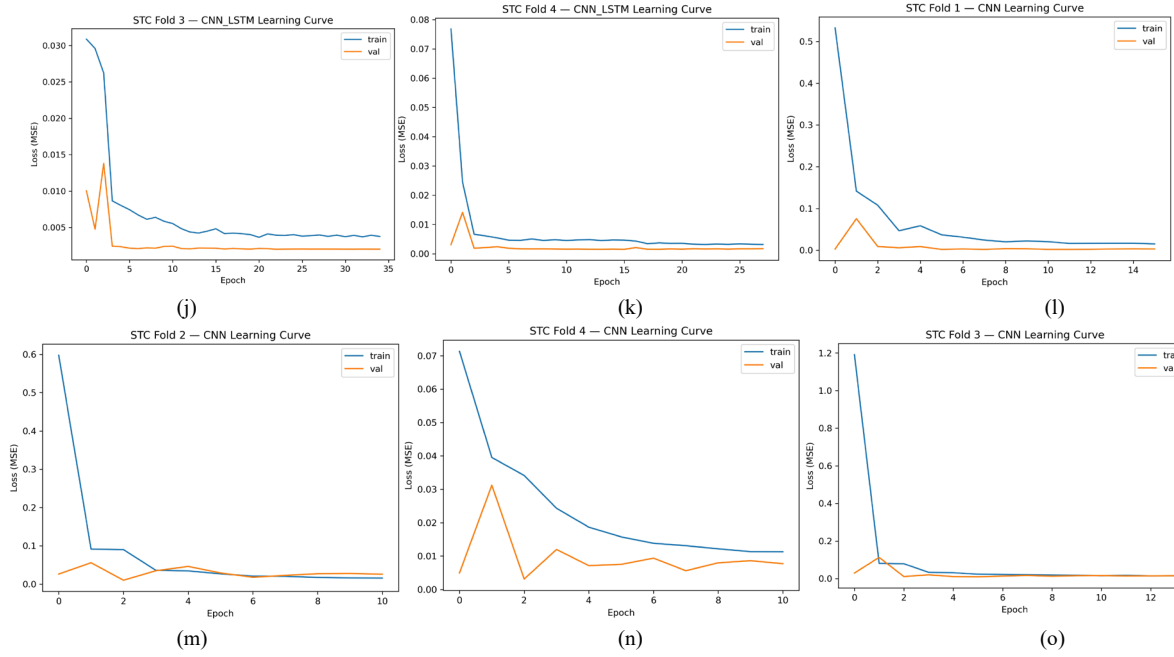 STC Fold 3 — CNN_LSTM Learning Curve
train
val
0.030
0.025
0.020
0.015
0.010
0.005
Loss (MSE)
0 5 10 15 20 25 30 35
Epoch
(j)
STC Fold 4 — CNN_LSTM Learning Curve
train
val
0.08
0.07
0.06
0.05
0.04
0.03
0.02
0.01
0.00
Loss (MSE)
0 5 10 15 20 25
Epoch
(k)
STC Fold 1 — CNN Learning Curve
train
val
0.5
0.4
0.3
0.2
0.1
0.0
Loss (MSE)
0 2 4 6 8 10 12 14
Epoch
(l)
STC Fold 2 — CNN Learning Curve
train
val
0.6
0.5
0.4
0.3
0.2
0.1
0.0
Loss (MSE)
0 2 4 6 8 10
Epoch
(m)
STC Fold 4 — CNN Learning Curve
train
val
0.07
0.06
0.05
0.04
0.03
0.02
0.01
0.00
Loss (MSE)
0 2 4 6 8 10
Epoch
(n)
STC Fold 3 — CNN Learning Curve
1.2
1.0
0.8
0.6
0.4
0.2
0.0
Loss (MSE)
0 2 4 6 8 10 12
Epoch
(o)